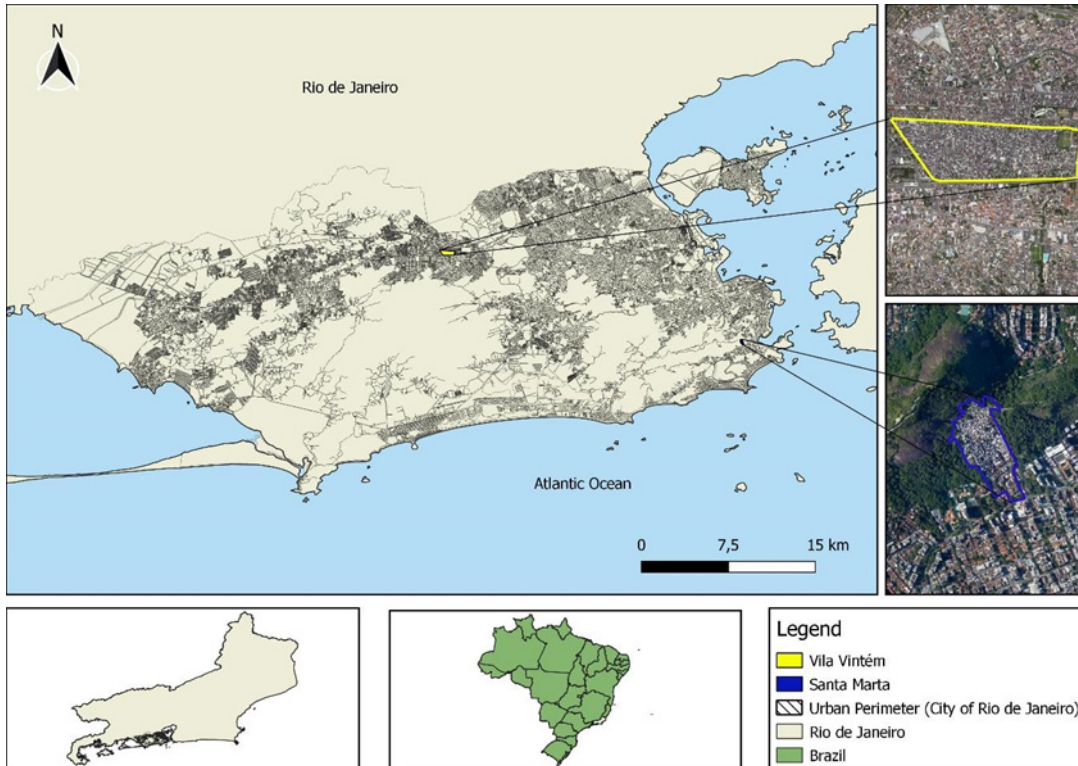 N
Rio de Janeiro
Atlantic Ocean
0 7,5 15 km
Legend
Vila Vintém
Santa Marta
Urban Perimeter (City of Rio de Janeiro)
Rio de Janeiro
Brazil